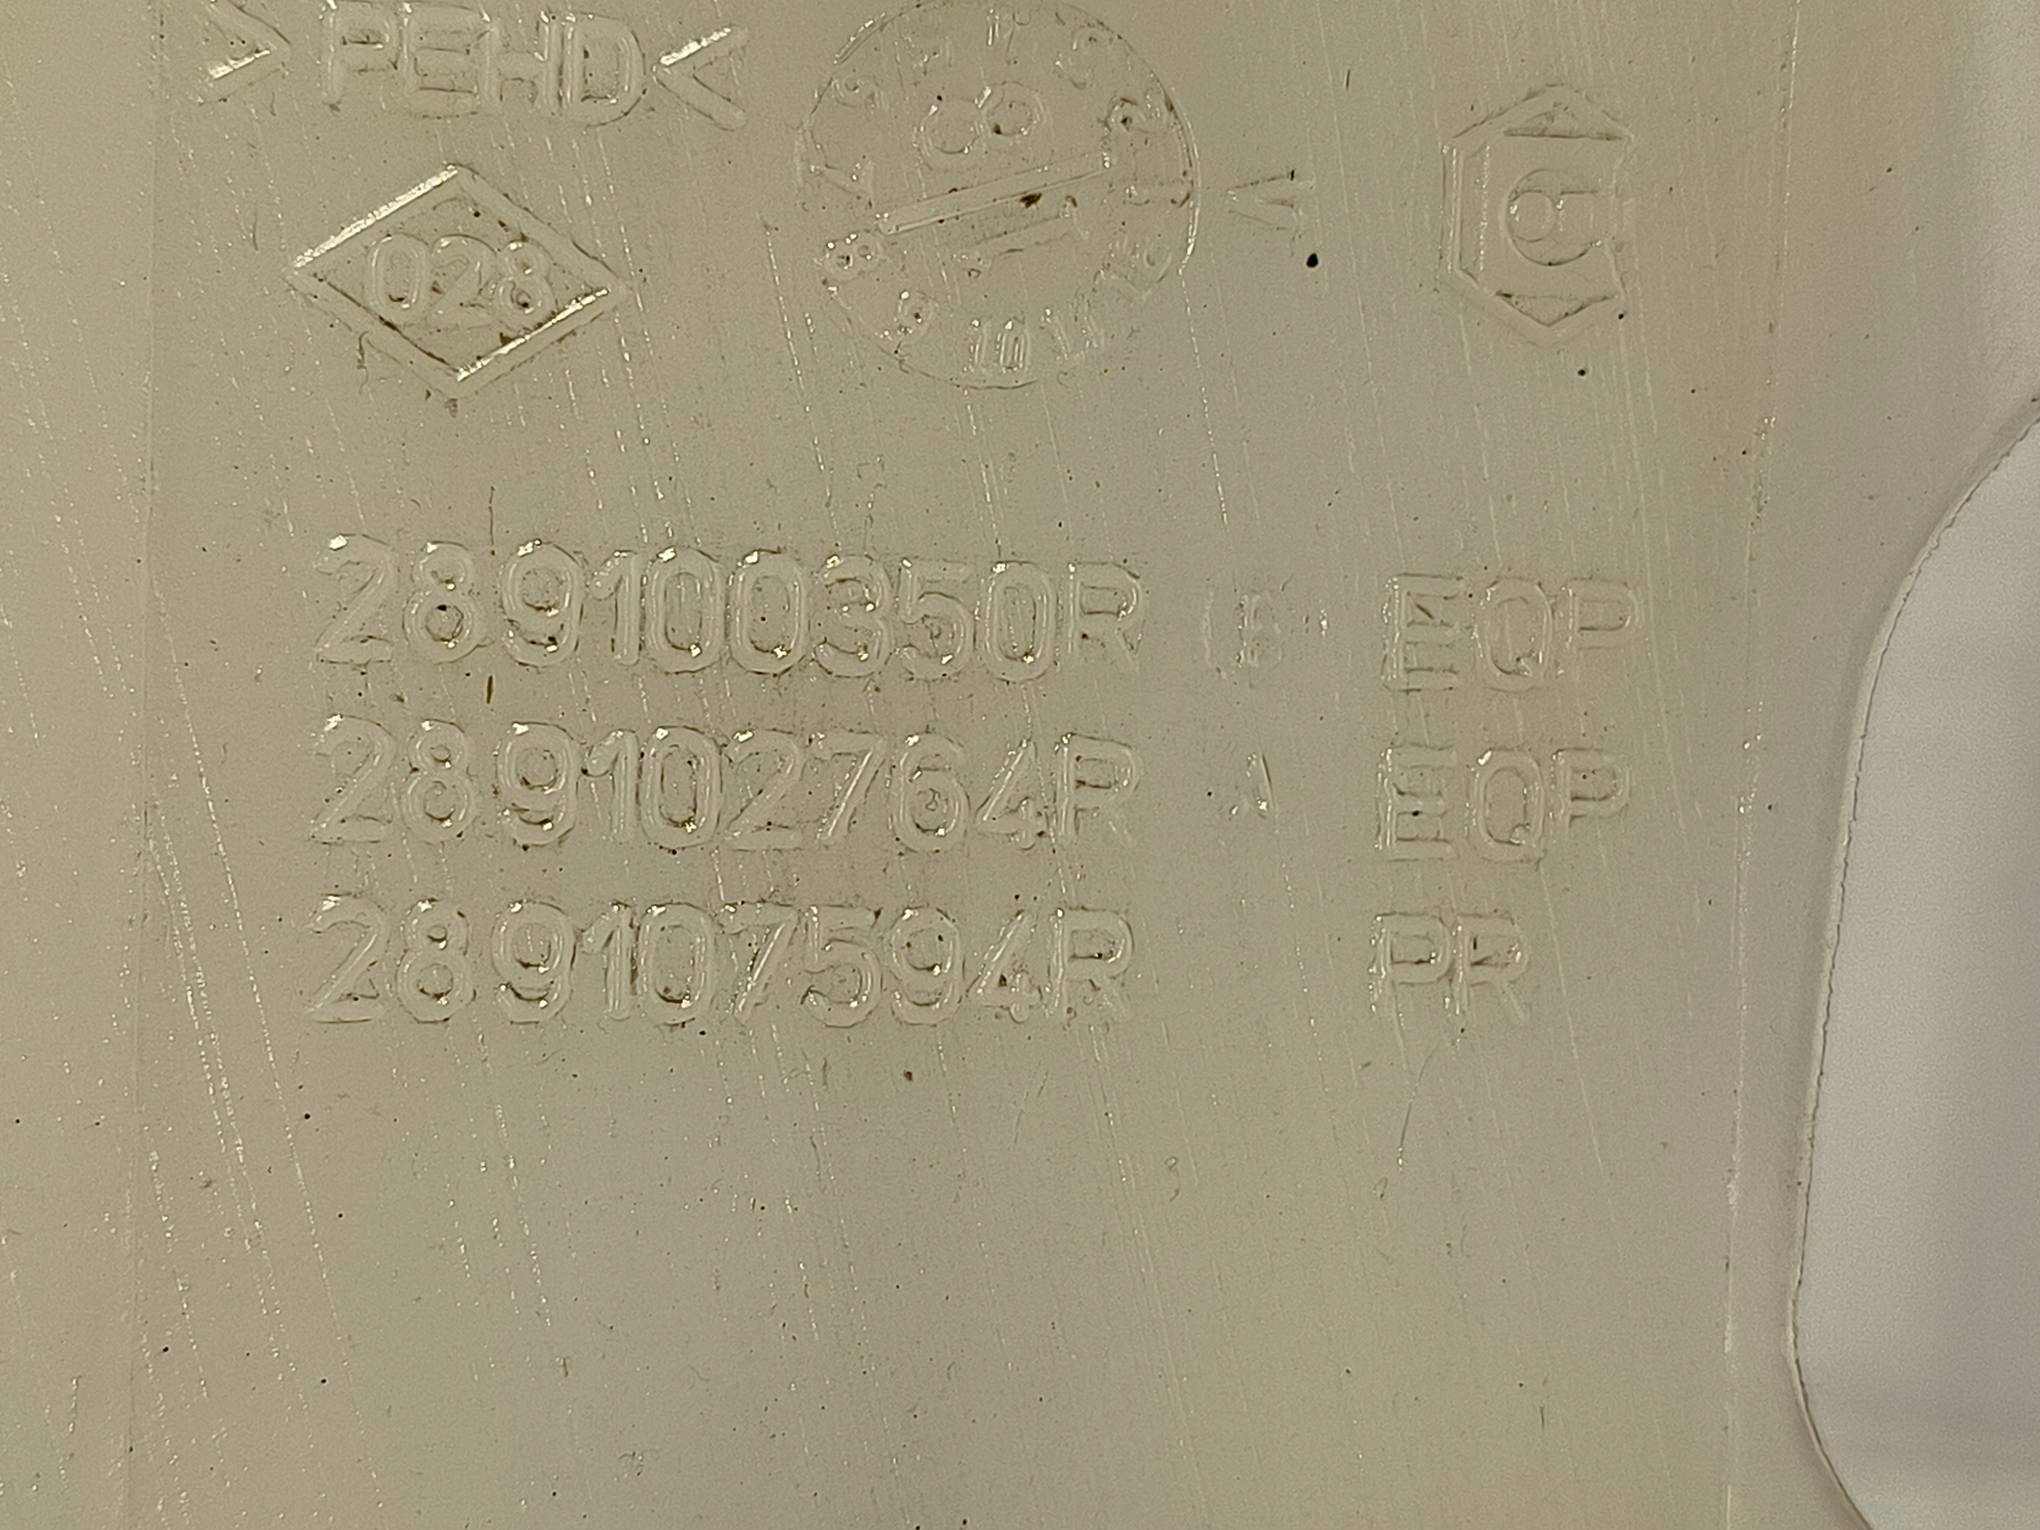 >PEHD<
028
289100350R EQP
289102764R A EQP
289107594R PR